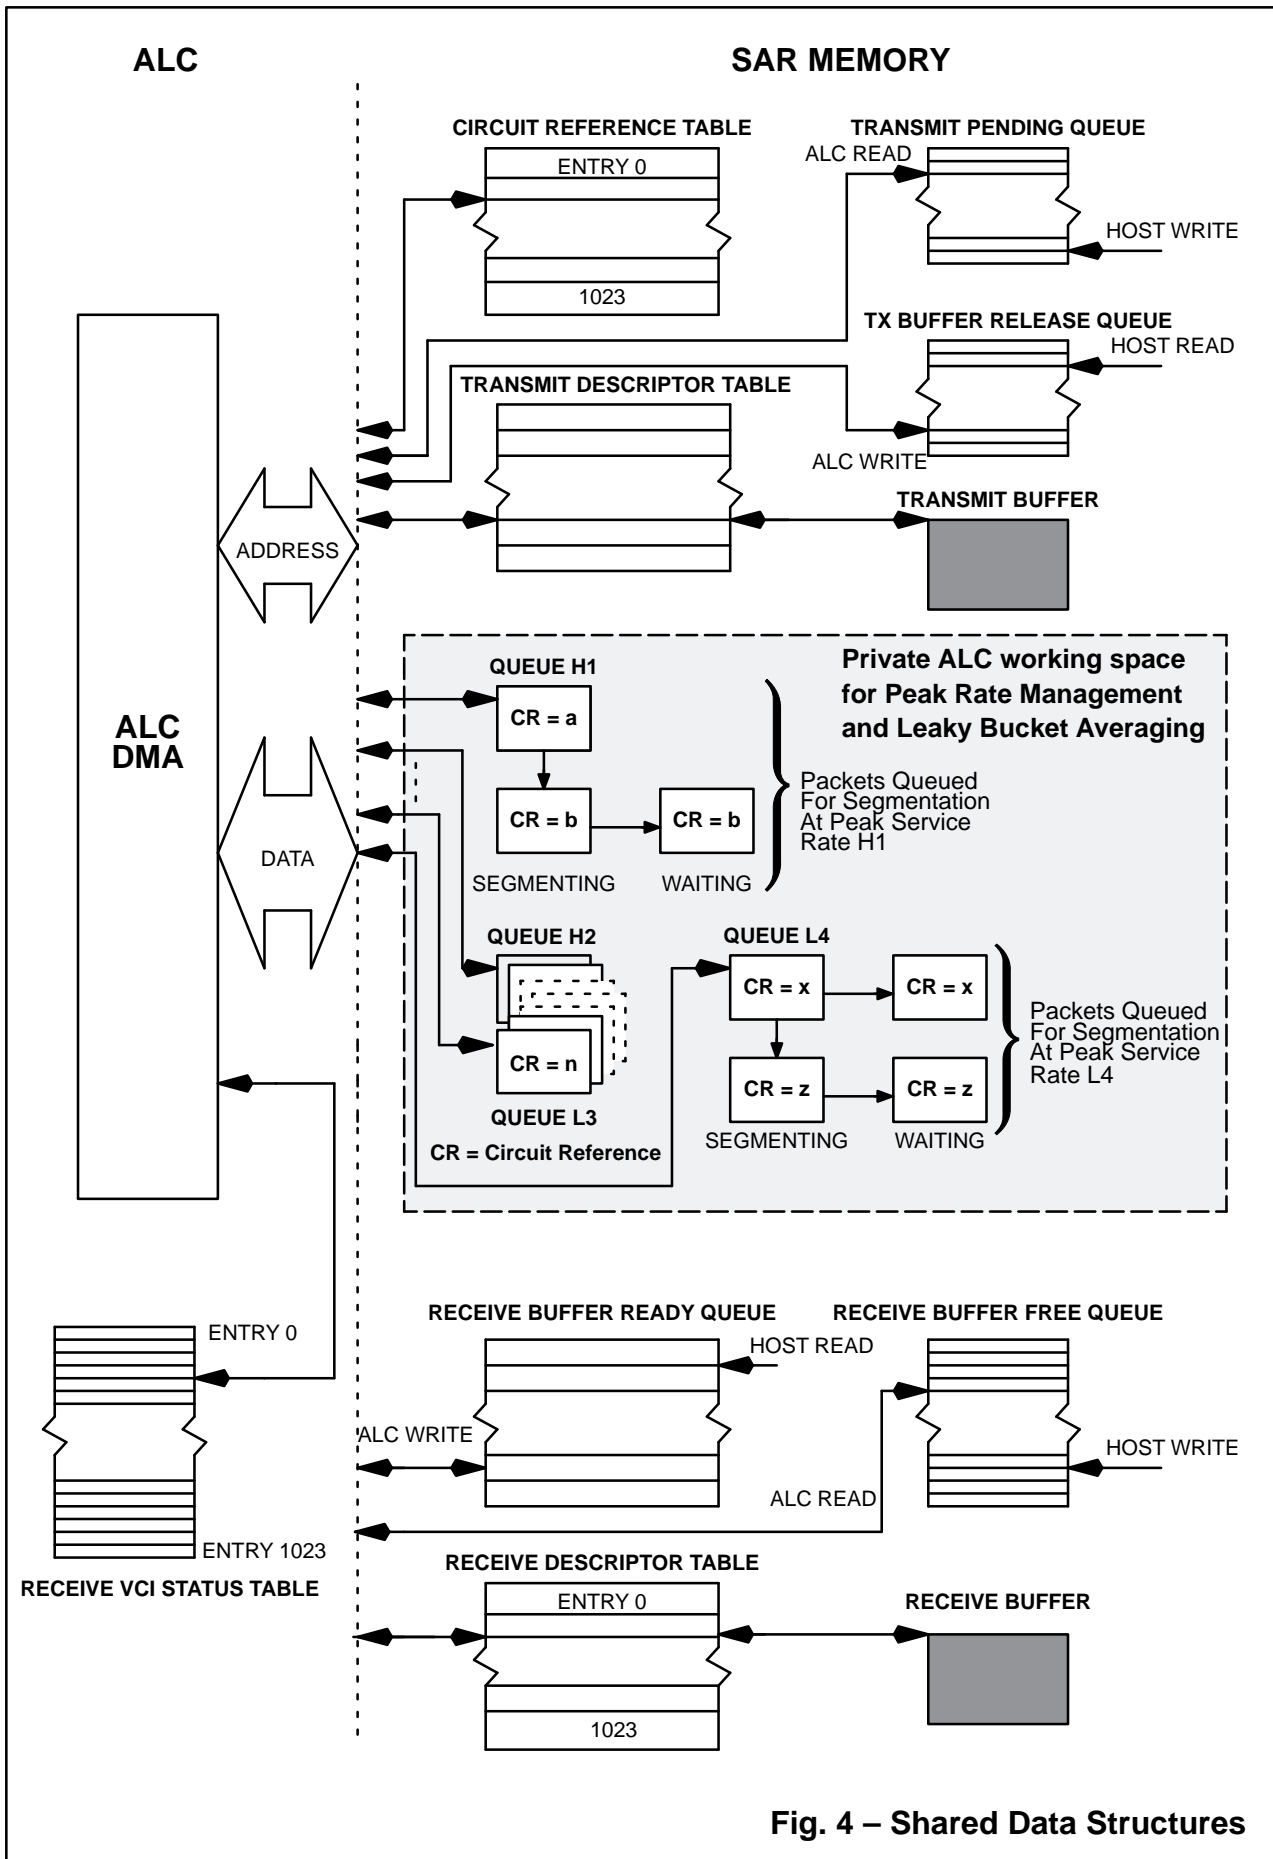 ALC
SAR MEMORY
CIRCUIT REFERENCE TABLE
TRANSMIT PENDING QUEUE
ALC READ
ENTRY 0
HOST WRITE
1023
TX BUFFER RELEASE QUEUE
HOST READ
TRANSMIT DESCRIPTOR TABLE
ALC WRITE
TRANSMIT BUFFER
ADDRESS
Private ALC working space
for Peak Rate Management
and Leaky Bucket Averaging
QUEUE H1
CR = a
ALC
DMA
Packets Queued
For Segmentation
At Peak Service
Rate H1
CR = b
CR = b
DATA
SEGMENTING
WAITING
QUEUE H2
QUEUE L4
CR = x
CR = x
Packets Queued
For Segmentation
At Peak Service
Rate L4
CR = n
CR = z
CR = z
QUEUE L3
SEGMENTING
WAITING
CR = Circuit Reference
RECEIVE BUFFER READY QUEUE
RECEIVE BUFFER FREE QUEUE
ENTRY 0
HOST READ
ALC WRITE
HOST WRITE
ALC READ
ENTRY 1023
RECEIVE VCI STATUS TABLE
RECEIVE DESCRIPTOR TABLE
ENTRY 0
RECEIVE BUFFER
1023
Fig. 4 – Shared Data Structures